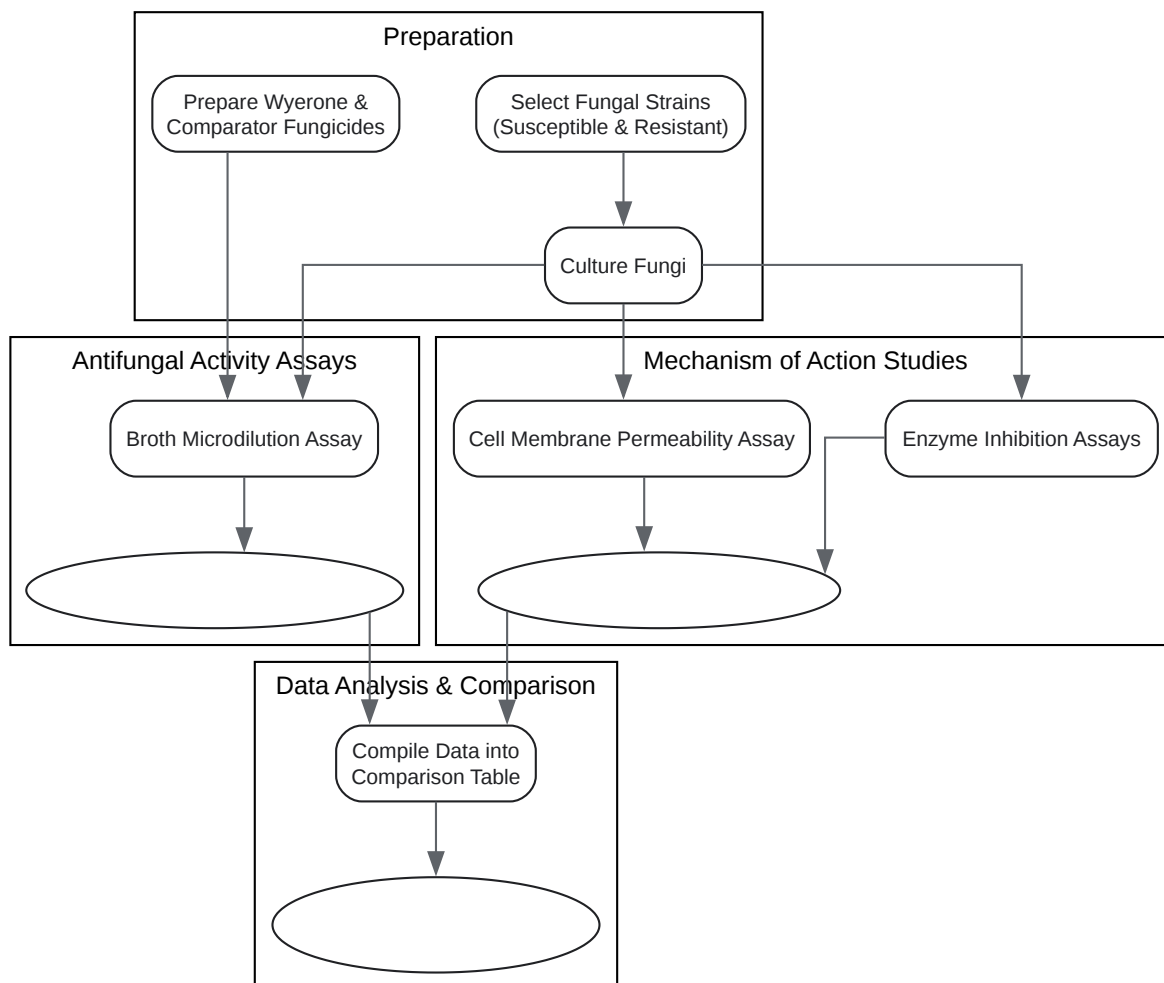 Preparation
Prepare Wyerone &
Comparator Fungicides
Select Fungal Strains
(Susceptible & Resistant)
Culture Fungi
Antifungal Activity Assays
Mechanism of Action Studies
Broth Microdilution Assay
Cell Membrane Permeability Assay
Enzyme Inhibition Assays
Data Analysis & Comparison
Compile Data into
Comparison Table